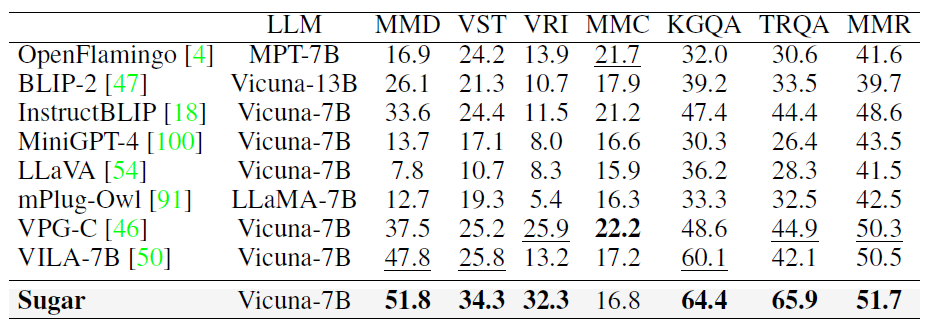 LLM MMD VST VRI MMC KGQA TRQA MMR
OpenFlamingo [4] MPT-7B 16.9 24.2 13.9 21.7 32.0 30.6 41.6
BLIP-2 [47] Vicuna-13B 26.1 21.3 10.7 17.9 39.2 33.5 39.7
InstructBLIP [18] Vicuna-7B 33.6 24.4 11.5 21.2 47.4 44.4 48.6
MiniGPT-4 [100] Vicuna-7B 13.7 17.1 8.0 16.6 30.3 26.4 43.5
LLaVA [54] Vicuna-7B 7.8 10.7 8.3 15.9 36.2 28.3 41.5
mPlug-Owl [91] LLaMA-7B 12.7 19.3 5.4 16.3 33.3 32.5 42.5
VPG-C [46] Vicuna-7B 37.5 25.2 25.9 22.2 48.6 44.9 50.3
VILA-7B [50] Vicuna-7B 47.8 25.8 13.2 17.2 60.1 42.1 50.5
Sugar Vicuna-7B 51.8 34.3 32.3 16.8 64.4 65.9 51.7